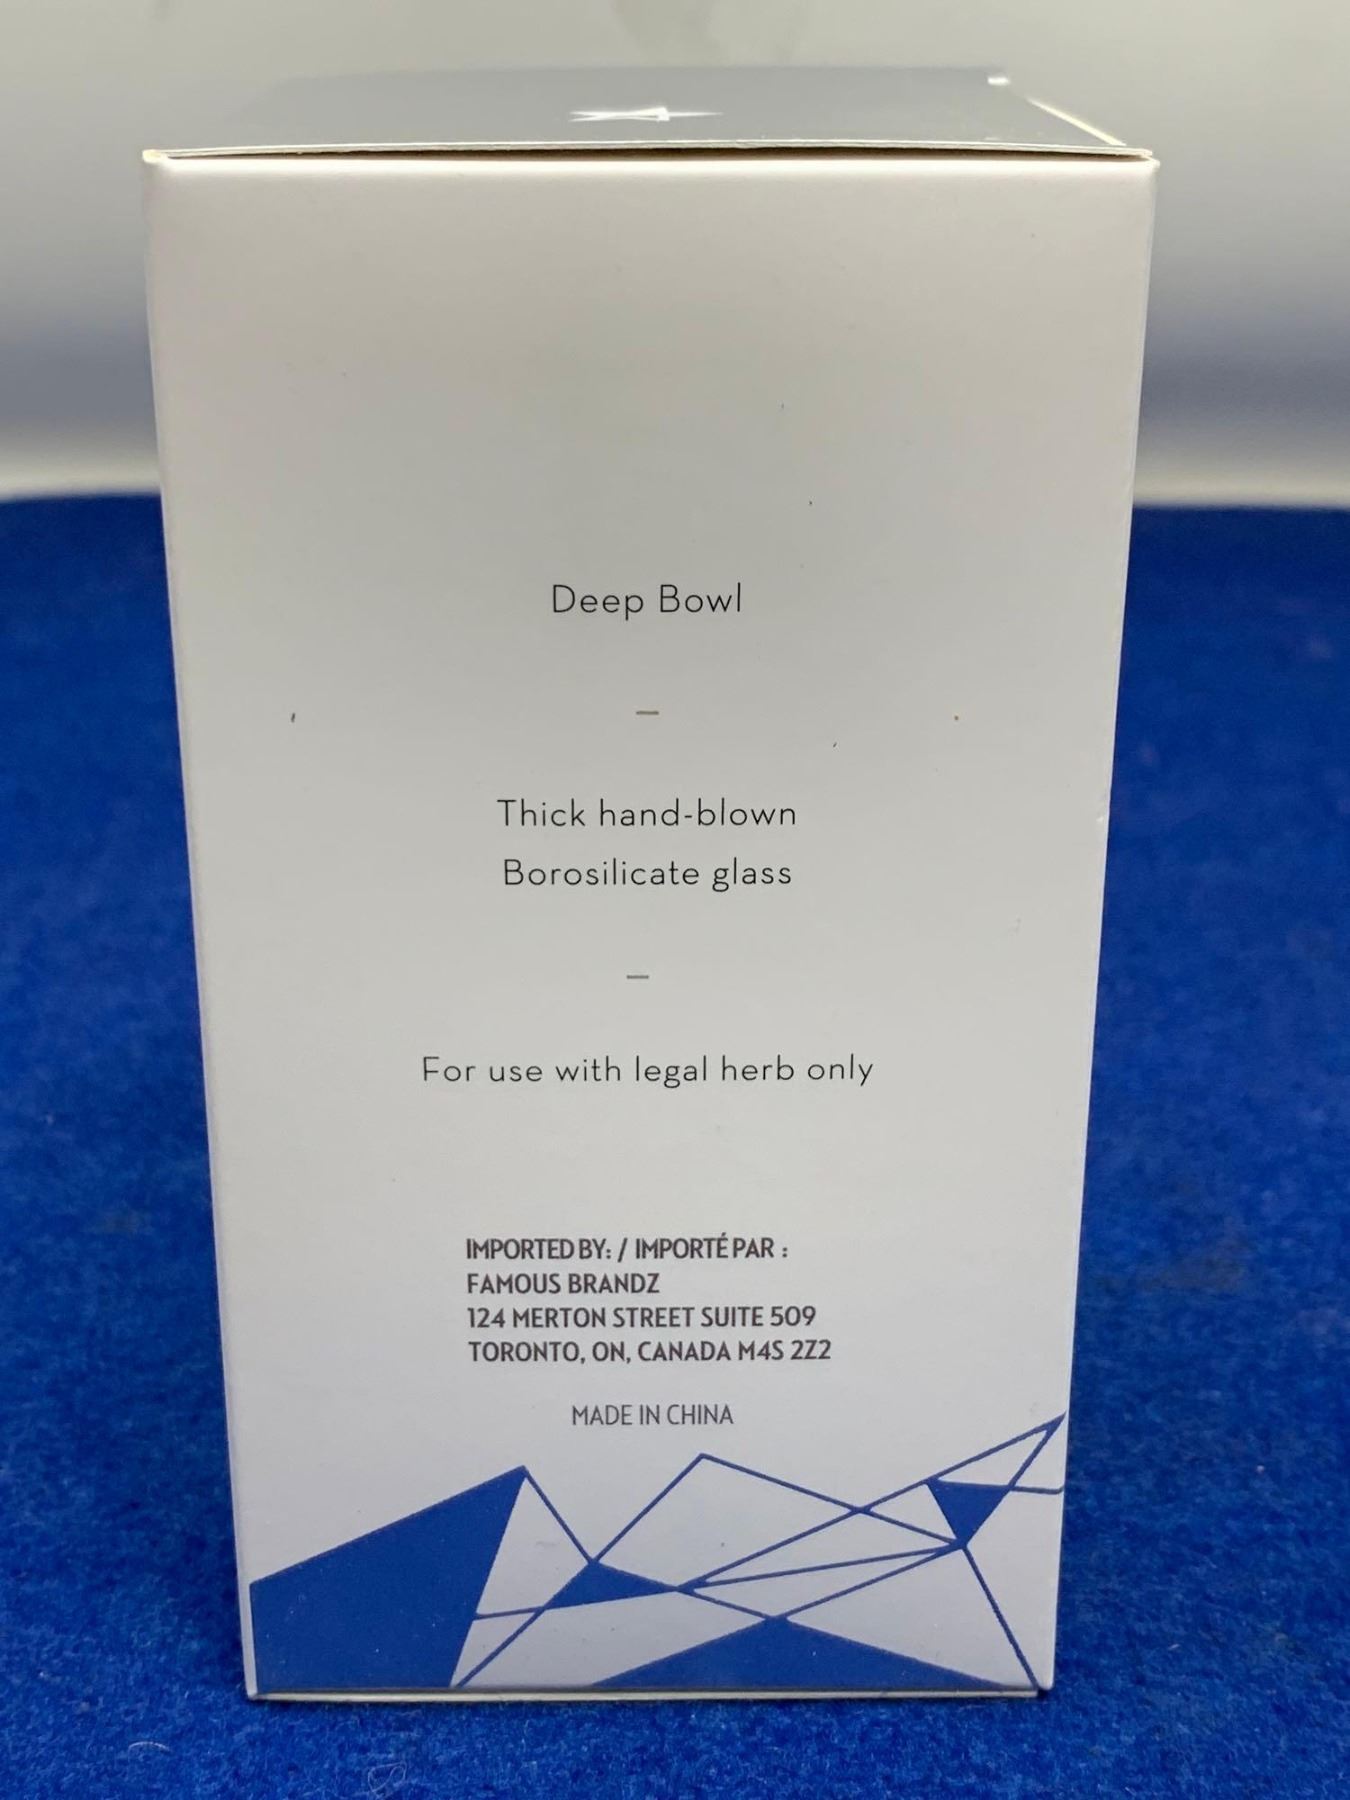 Deep Bowl
–
Thick hand-blown
Borosilicate glass
–
For use with legal herb only
IMPORTED BY: / IMPORTÉ PAR :
FAMOUS BRANDZ
124 MERTON STREET SUITE 509
TORONTO, ON, CANADA M4S 2Z2
MADE IN CHINA